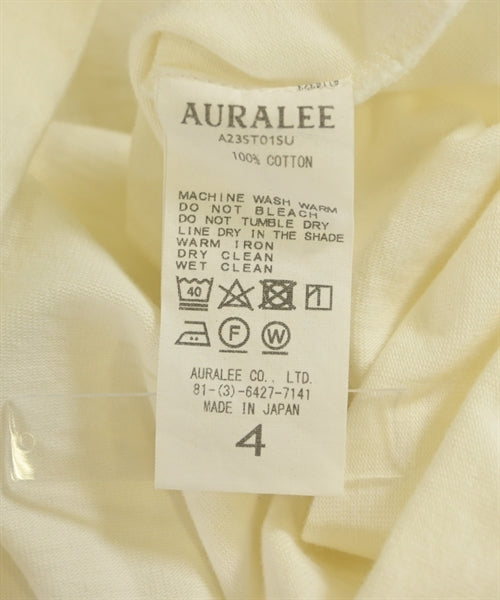 AURALEE
A23ST01SU
100% COTTON
MACHINE WASH WARM
DO NOT BLEACH
DO NOT TUMBLE DRY
LINE DRY IN THE SHADE
WARM IRON
DRY CLEAN
WET CLEAN
40
F W
AURALEE CO., LTD.
81-(3)-6427-7141
MADE IN JAPAN
4